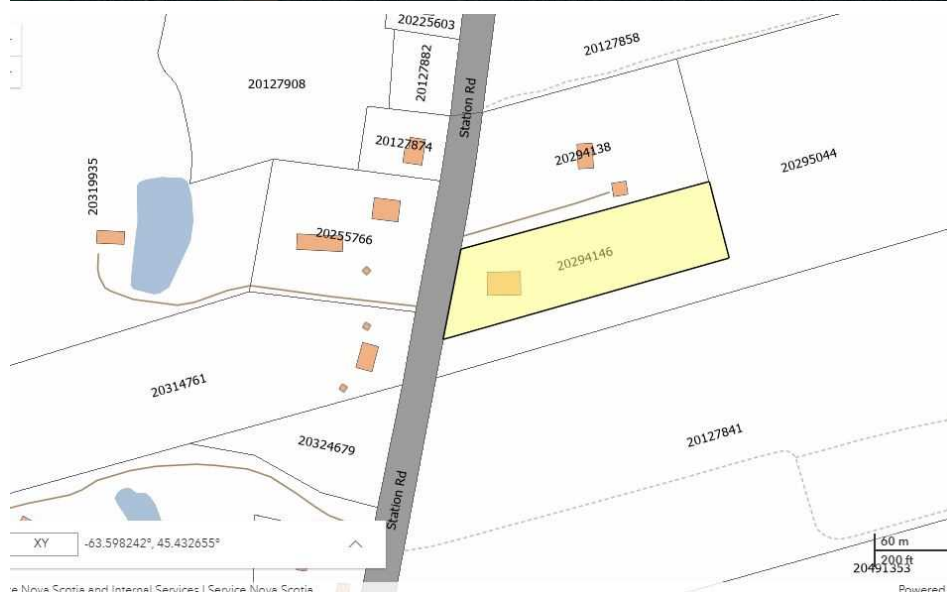 20225603
20127858
20127882
20127908
Station Rd
20127874
20294138
20295044
20319935
20255766
20294146
20314761
20127841
20324679
Station Rd
XY
-63.598242°, 45.432655°
60 m
200 ft
20491353
Nova Scotia and Internal Services | Service Nova Scotia
Powered